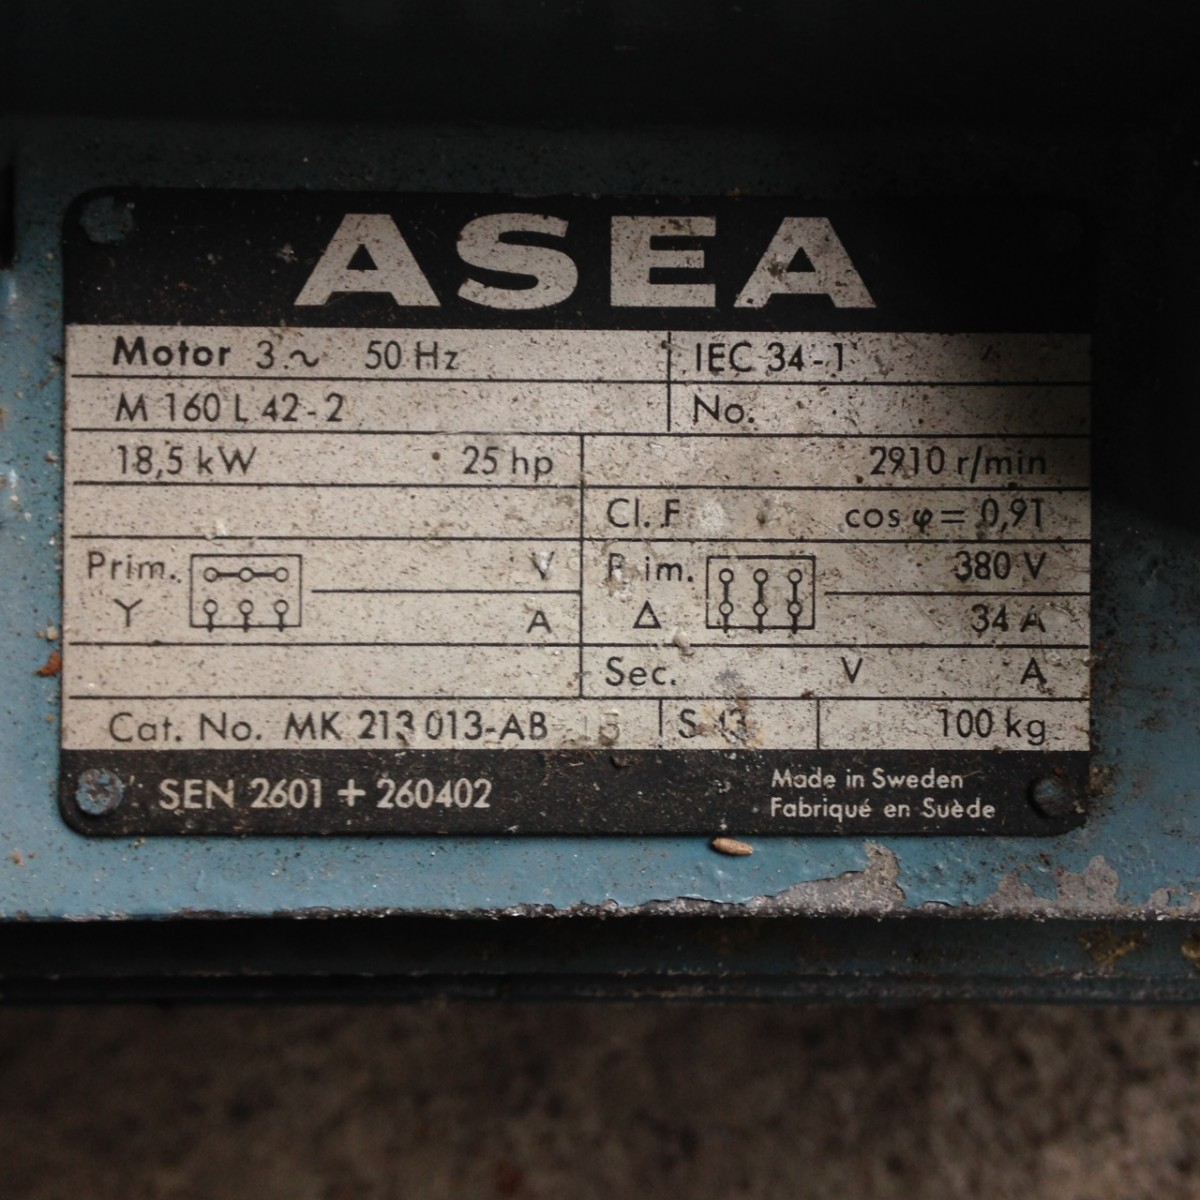 ASEA
Motor 3 ~ 50 Hz IEC 34-1
M 160 L 42-2 No.
18,5 kW 25 hp 2910 r/min
Cl. F cos φ = 0,91
Prim. V Prim. 380 V
Y A Δ 34 A
Sec. V A
Cat. No. MK 213 013-AB 100 kg
SEN 2601 + 260402
Made in Sweden
Fabriqué en Suède